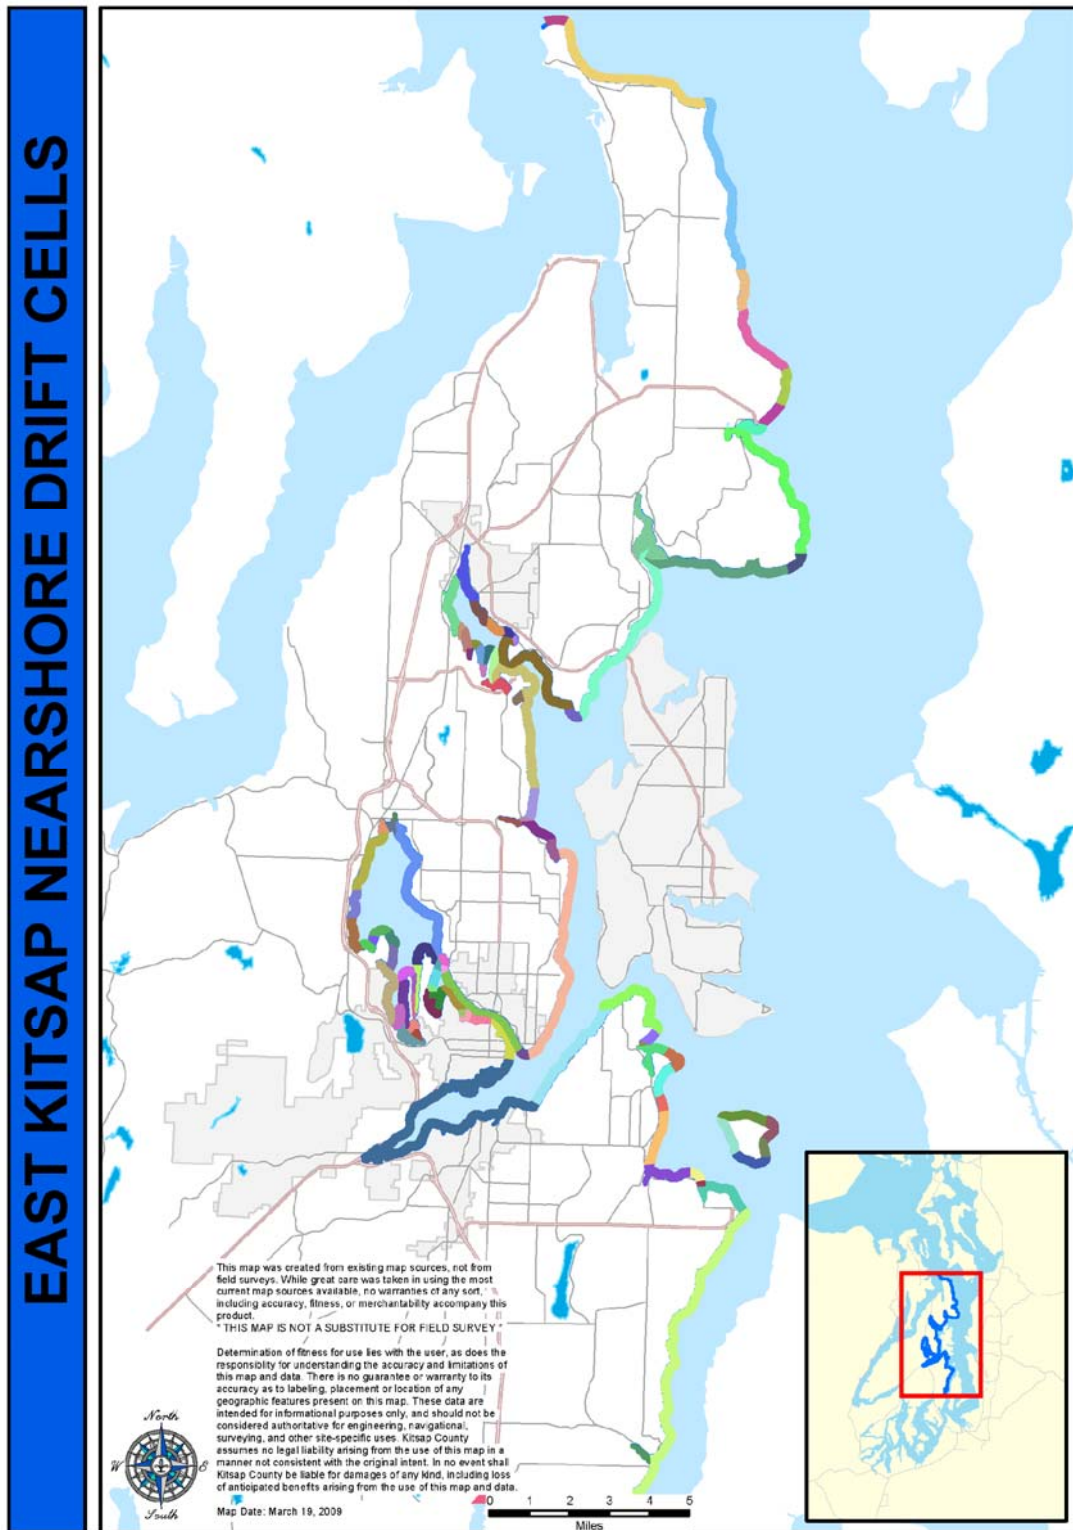 EAST KITSAP NEARSHORE DRIFT CELLS
This map was created from existing map sources, not from
field surveys. While great care was taken in using the most
current map sources available, no warranties of any sort,
including accuracy, fitness, or merchantability accompany this
product.
* THIS MAP IS NOT A SUBSTITUTE FOR FIELD SURVEY *
Determination of fitness for use lies with the user, as does the
responsiblity for understanding the accuracy and limitations of
this map and data. There is no guarantee or warranty to its
accuracy as to labeling, placement or location of any
geographic features present on this map. These data are
intended for informational purposes only, and should not be
considered authoritative for engineering, navigational,
surveying, and other site-specific uses. Kitsap County
assumes no legal liability arising from the use of this map in a
manner not consistent with the original intent. In no event shall
Kitsap County be liable for damages of any kind, including loss
of anticipated benefits arising from the use of this map and data.
Map Date: March 19, 2009
North
W E
South
0 1 2 3 4 5
Miles